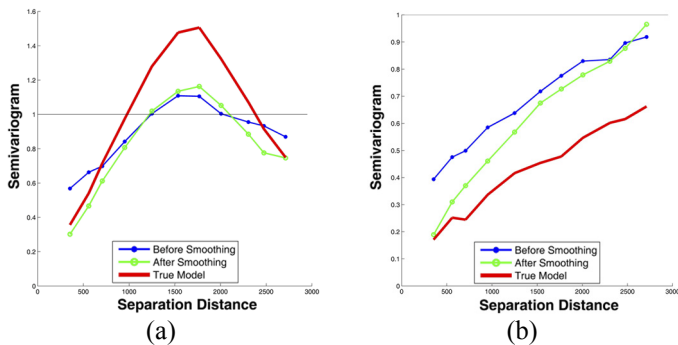 1.6
1.4
1.2
1
0.8
0.6
0.4
0.2
0
Semivariogram
Before Smoothing
After Smoothing
True Model
0 500 1000 1500 2000 2500 3000
Separation Distance
(a)
1
0.9
0.8
0.7
0.6
0.5
0.4
0.3
0.2
0.1
0
Semivariogram
Before Smoothing
After Smoothing
True Model
0 500 1000 1500 2000 2500 3000
Separation Distance
(b)